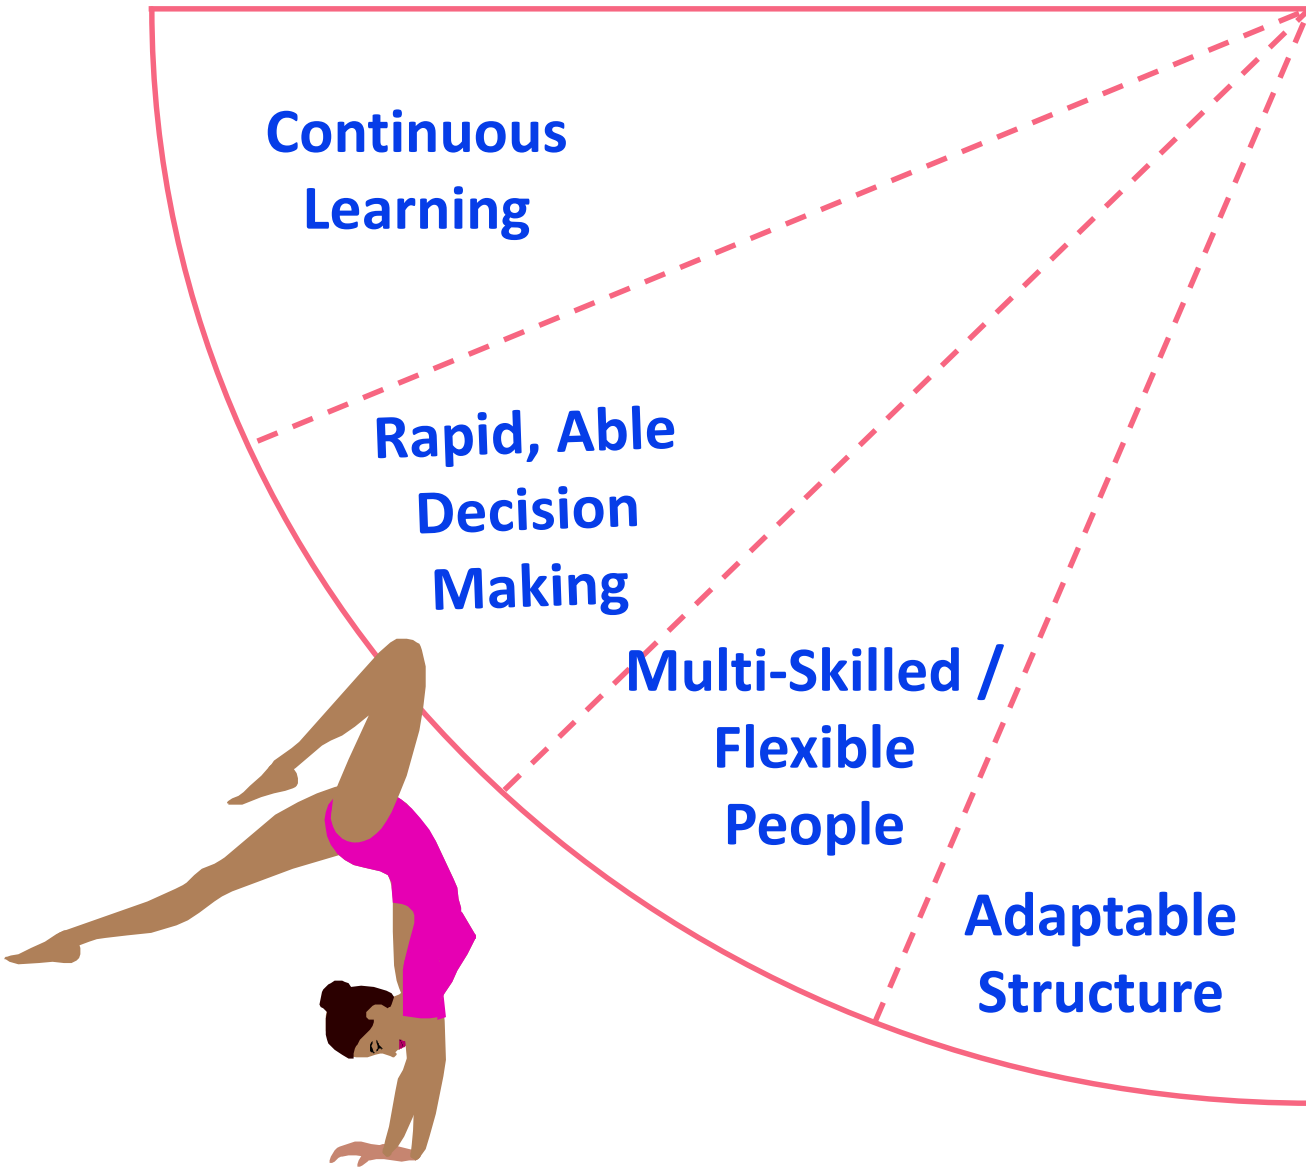 Continuous
Learning
Rapid, Able
Decision
Making
Multi-Skilled /
Flexible
People
Adaptable
Structure